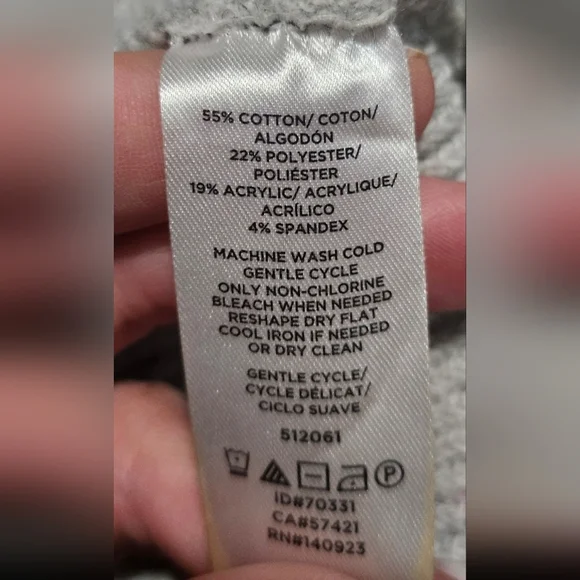 55% COTTON/ COTON/
ALGODÓN
22% POLYESTER/
POLIÉSTER
19% ACRYLIC/ ACRYLIQUE/
ACRÍLICO
4% SPANDEX
MACHINE WASH COLD
GENTLE CYCLE
ONLY NON-CHLORINE
BLEACH WHEN NEEDED
RESHAPE DRY FLAT
COOL IRON IF NEEDED
OR DRY CLEAN
GENTLE CYCLE/
CYCLE DÉLICAT/
CICLO SUAVE
512061
P
ID#70331
CA#57421
RN#140923